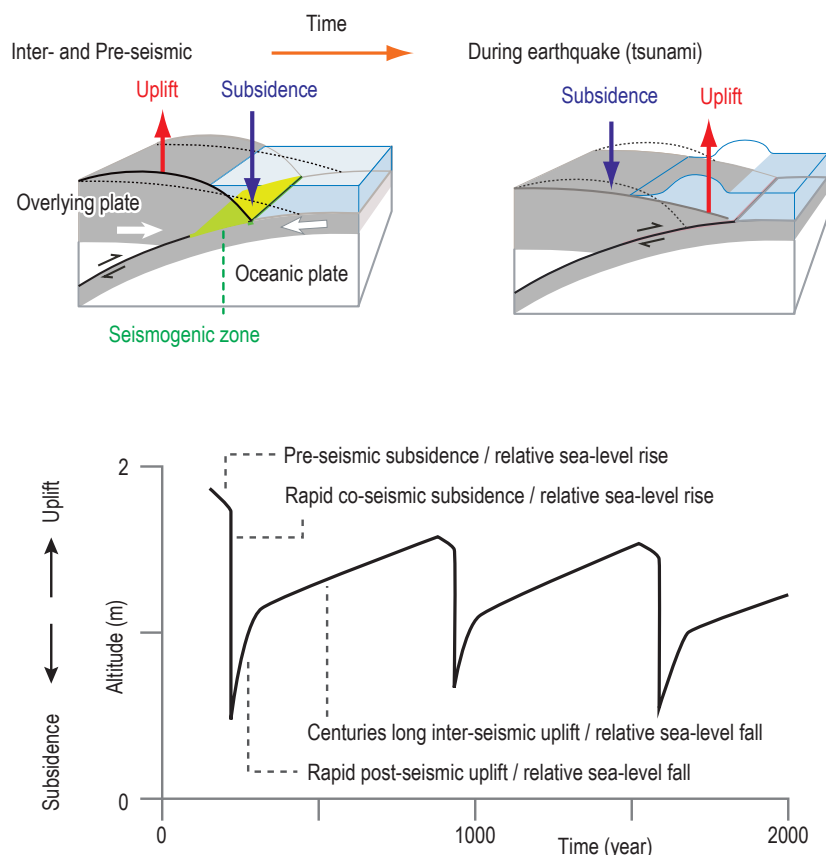 Time
Inter- and Pre-seismic
During earthquake (tsunami)
Uplift
Subsidence
Subsidence
Uplift
Overlying plate
Oceanic plate
Seismogenic zone
2
Pre-seismic subsidence / relative sea-level rise
Rapid co-seismic subsidence / relative sea-level rise
Uplift
Altitude (m)
Subsidence
Centuries long inter-seismic uplift / relative sea-level fall
Rapid post-seismic uplift / relative sea-level fall
0
0
1000
2000
Time (year)